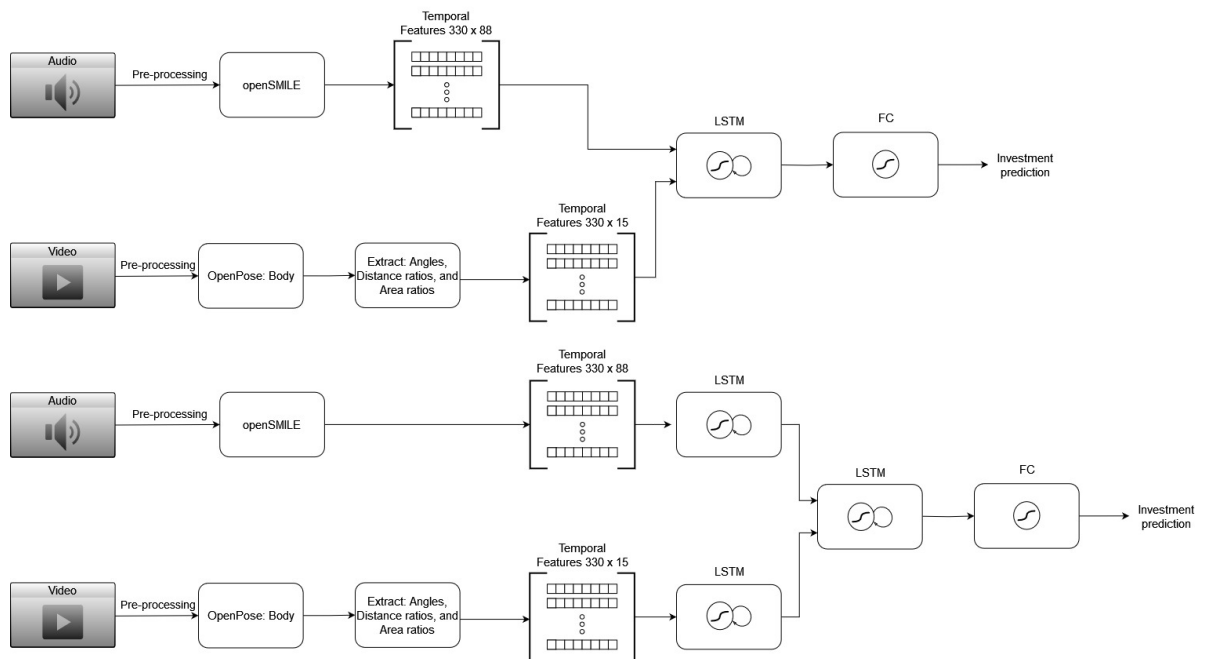 Temporal
Features 330 x 88
Audio
Pre-processing
openSMILE
LSTM
FC
Investment
prediction
Temporal
Features 330 x 15
Video
Pre-processing
OpenPose: Body
Extract: Angles,
Distance ratios, and
Area ratios
Temporal
Features 330 x 88
LSTM
Audio
Pre-processing
openSMILE
LSTM
FC
Investment
prediction
Temporal
Features 330 x 15
LSTM
Video
Pre-processing
OpenPose: Body
Extract: Angles,
Distance ratios, and
Area ratios